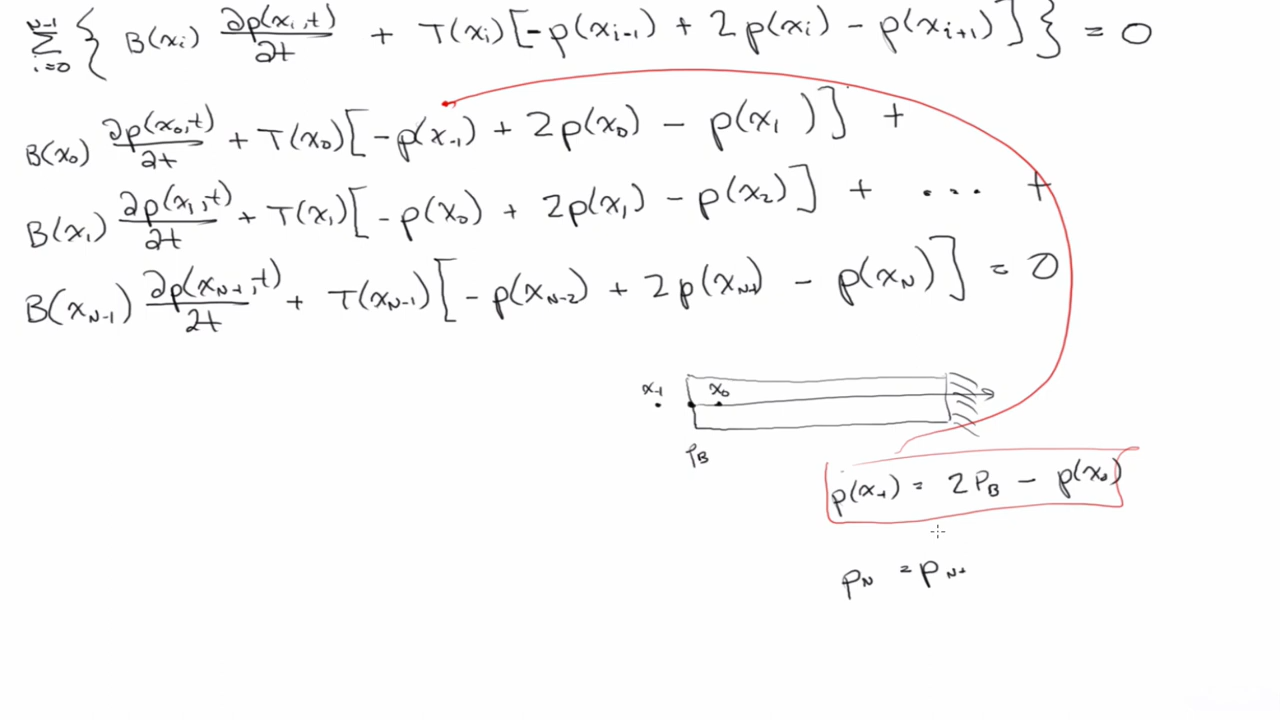 ∑_{i=0}^{N-1} { B(x_i) ∂p(x_i,t)/∂t + T(x_i)[-p(x_{i-1}) + 2p(x_i) - p(x_{i+1})] } = 0
B(x_0) ∂p(x_0,t)/∂t + T(x_0)[-p(x_{-1}) + 2p(x_0) - p(x_1)] +
B(x_1) ∂p(x_1,t)/∂t + T(x_1)[-p(x_0) + 2p(x_1) - p(x_2)] + ... +
B(x_{N-1}) ∂p(x_{N-1},t)/∂t + T(x_{N-1})[-p(x_{N-2}) + 2p(x_{N-1}) - p(x_N)] = 0
x_{-1} x_0
P_B
p(x_{-1}) = 2P_B - p(x_0)
p_N = p_{N-1}